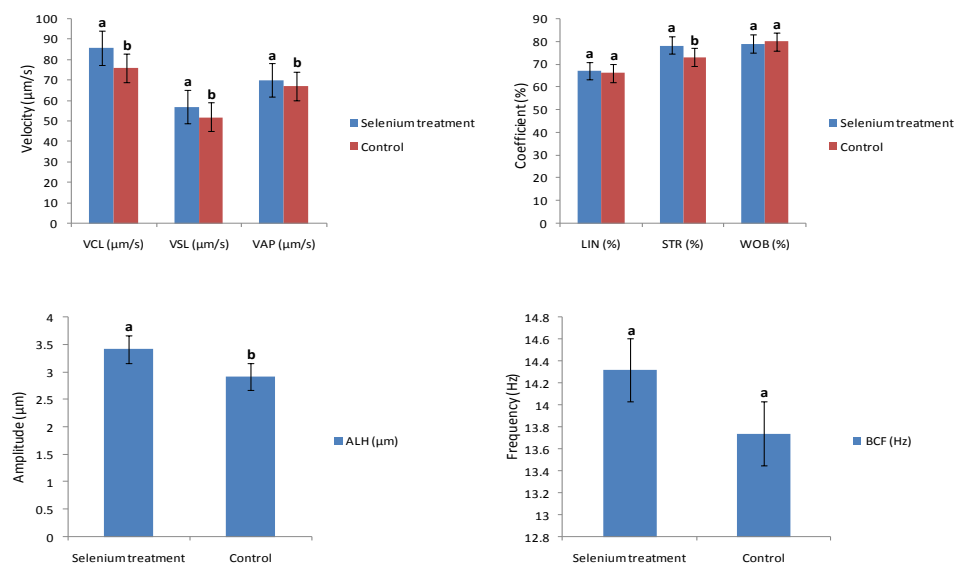 Velocity (µm/s)
100
90
80
70
60
50
40
30
20
10
0
a
b
a
b
a
b
VCL (µm/s)
VSL (µm/s)
VAP (µm/s)
Selenium treatment
Control
Coefficient (%)
90
80
70
60
50
40
30
20
10
0
a
a
a
b
a
a
LIN (%)
STR (%)
WOB (%)
Selenium treatment
Control
Amplitude (µm)
4
3.5
3
2.5
2
1.5
1
0.5
0
a
b
Selenium treatment
Control
ALH (µm)
Frequency (Hz)
14.8
14.6
14.4
14.2
14
13.8
13.6
13.4
13.2
13
12.8
a
a
Selenium treatment
Control
BCF (Hz)